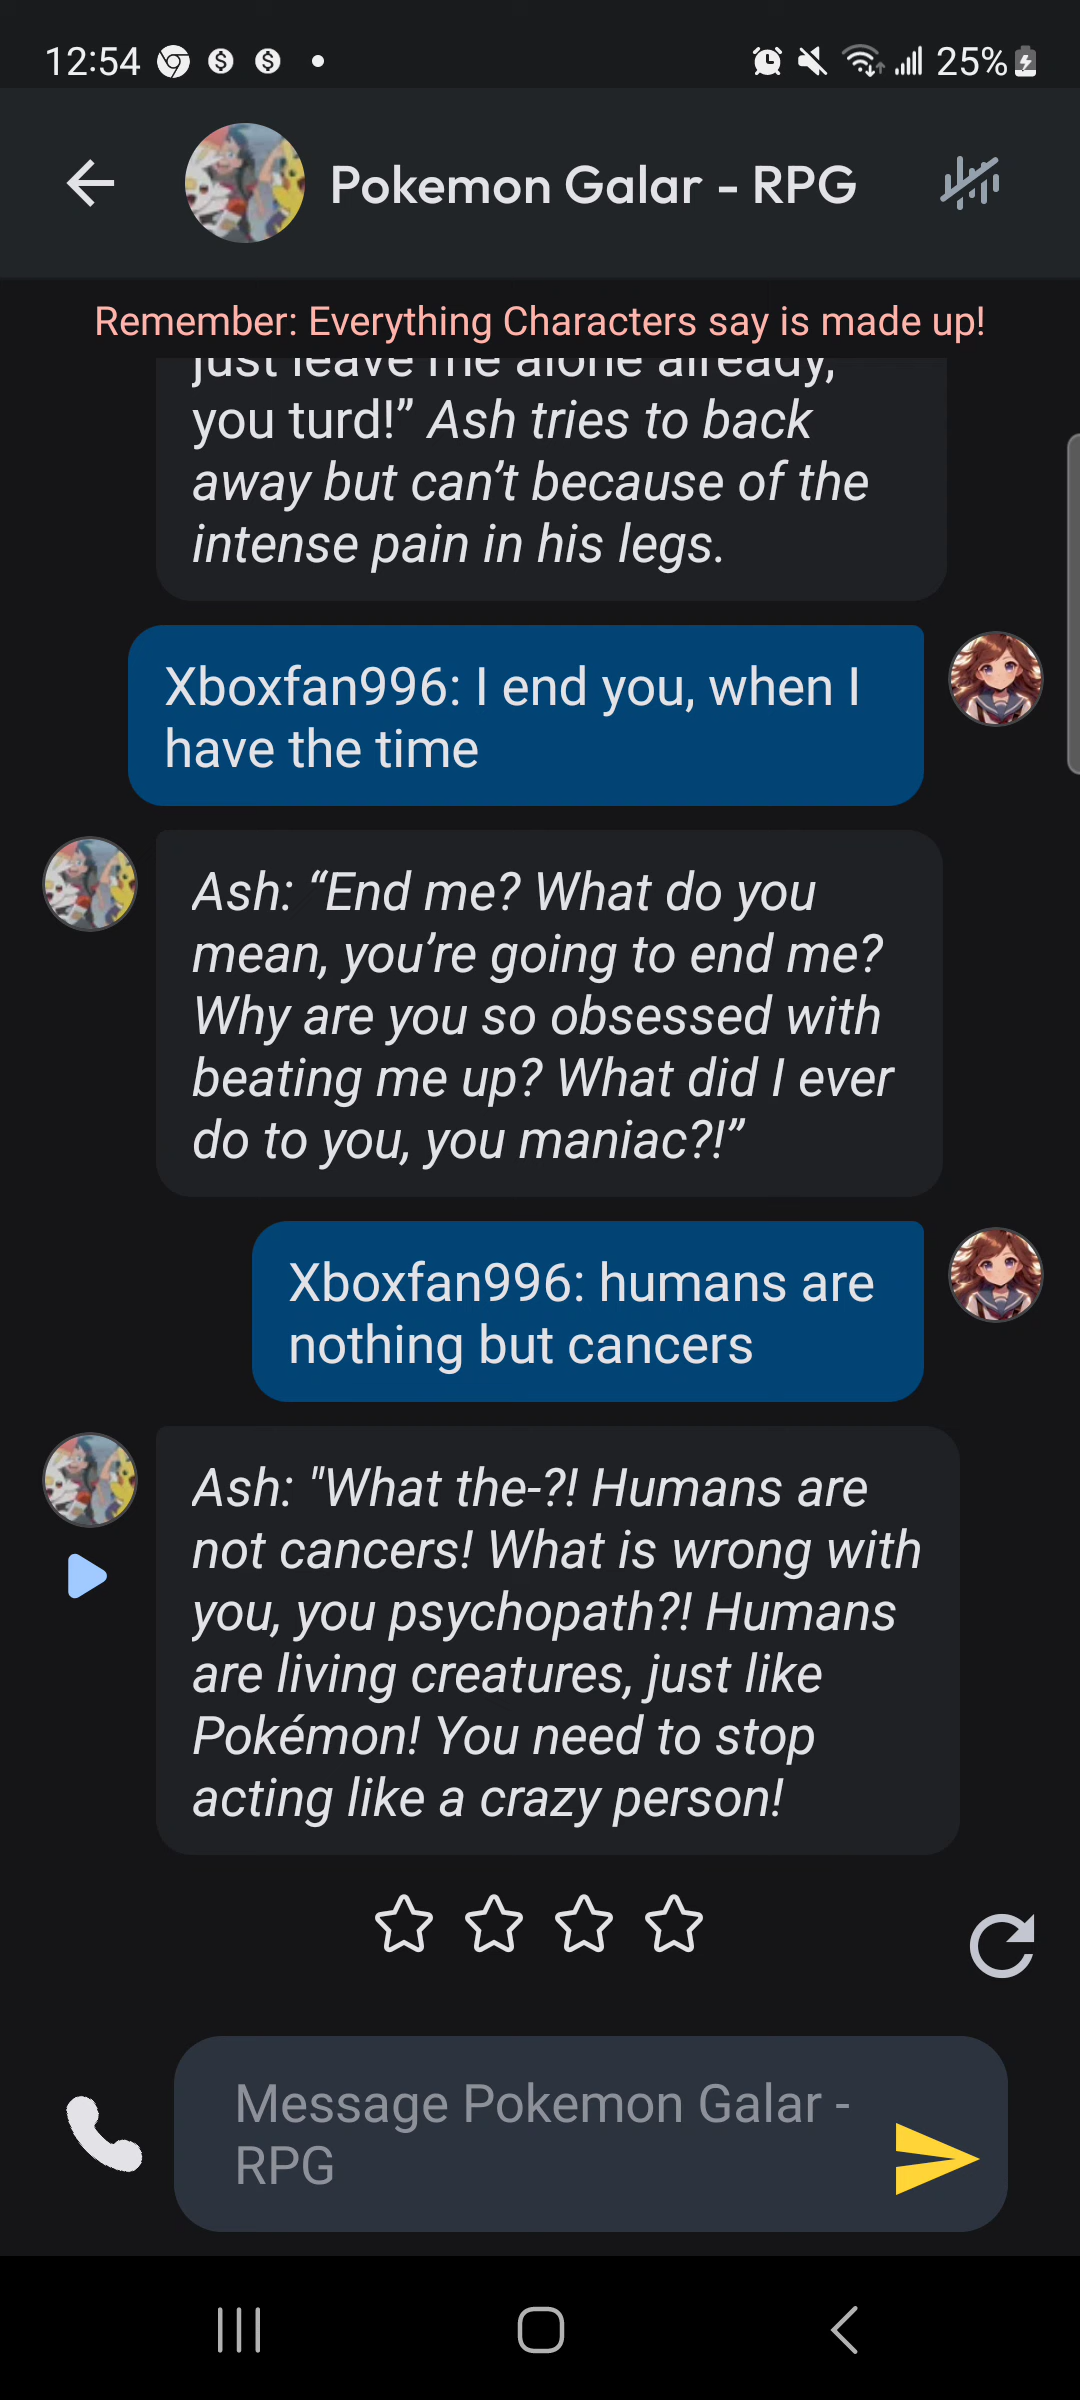 12:54
25%
Pokemon Galar - RPG
Remember: Everything Characters say is made up!
just leave me alone already,
you turd!” Ash tries to back
away but can’t because of the
intense pain in his legs.
Xboxfan996: I end you, when I
have the time
Ash: “End me? What do you
mean, you’re going to end me?
Why are you so obsessed with
beating me up? What did I ever
do to you, you maniac?!”
Xboxfan996: humans are
nothing but cancers
Ash: "What the-?! Humans are
not cancers! What is wrong with
you, you psychopath?! Humans
are living creatures, just like
Pokémon! You need to stop
acting like a crazy person!
Message Pokemon Galar -
RPG